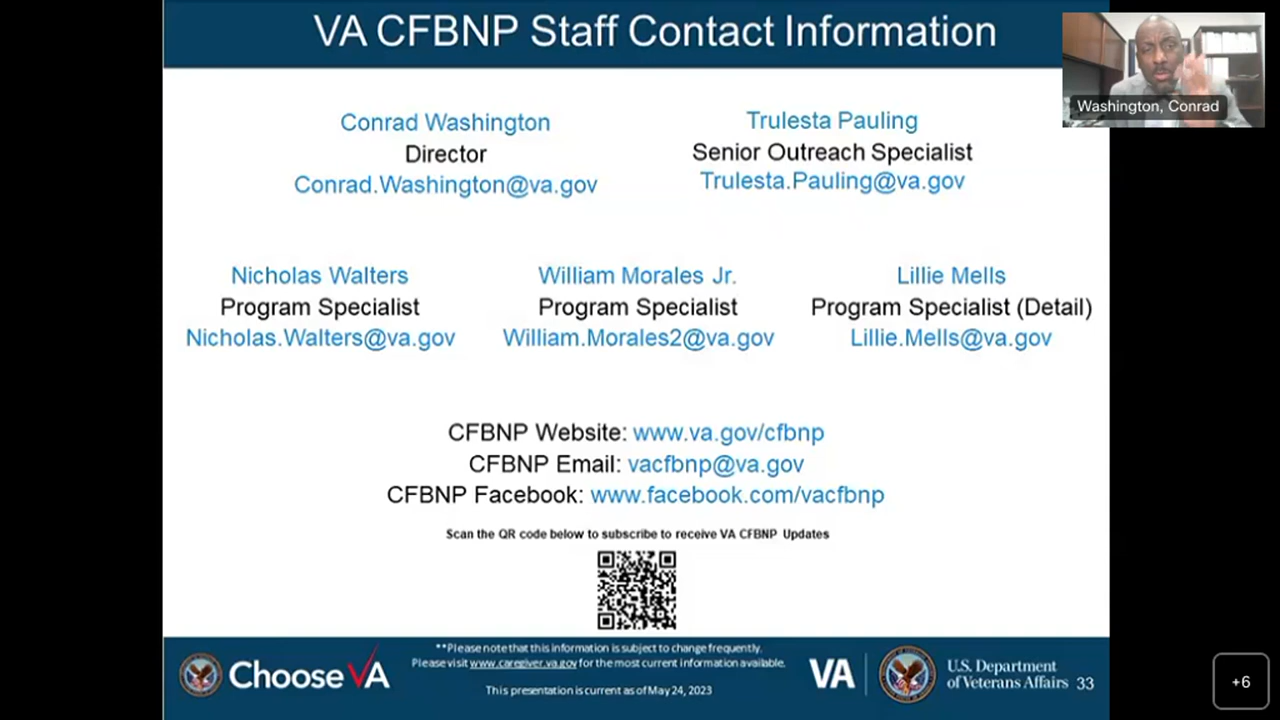 VA CFBNP Staff Contact Information
Washington, Conrad
Conrad Washington
Director
Conrad.Washington@va.gov
Trulesta Pauling
Senior Outreach Specialist
Trulesta.Pauling@va.gov
Nicholas Walters
Program Specialist
Nicholas.Walters@va.gov
William Morales Jr.
Program Specialist
William.Morales2@va.gov
Lillie Mells
Program Specialist (Detail)
Lillie.Mells@va.gov
CFBNP Website: www.va.gov/cfbnp
CFBNP Email: vacfbnp@va.gov
CFBNP Facebook: www.facebook.com/vacfbnp
Scan the QR code below to subscribe to receive VA CFBNP Updates
Choose VA
**Please note that this information is subject to change frequently.
Please visit www.caregiver.va.gov for the most current information available.
This presentation is current as of May 24, 2023
VA
U.S. Department
of Veterans Affairs
33
+6